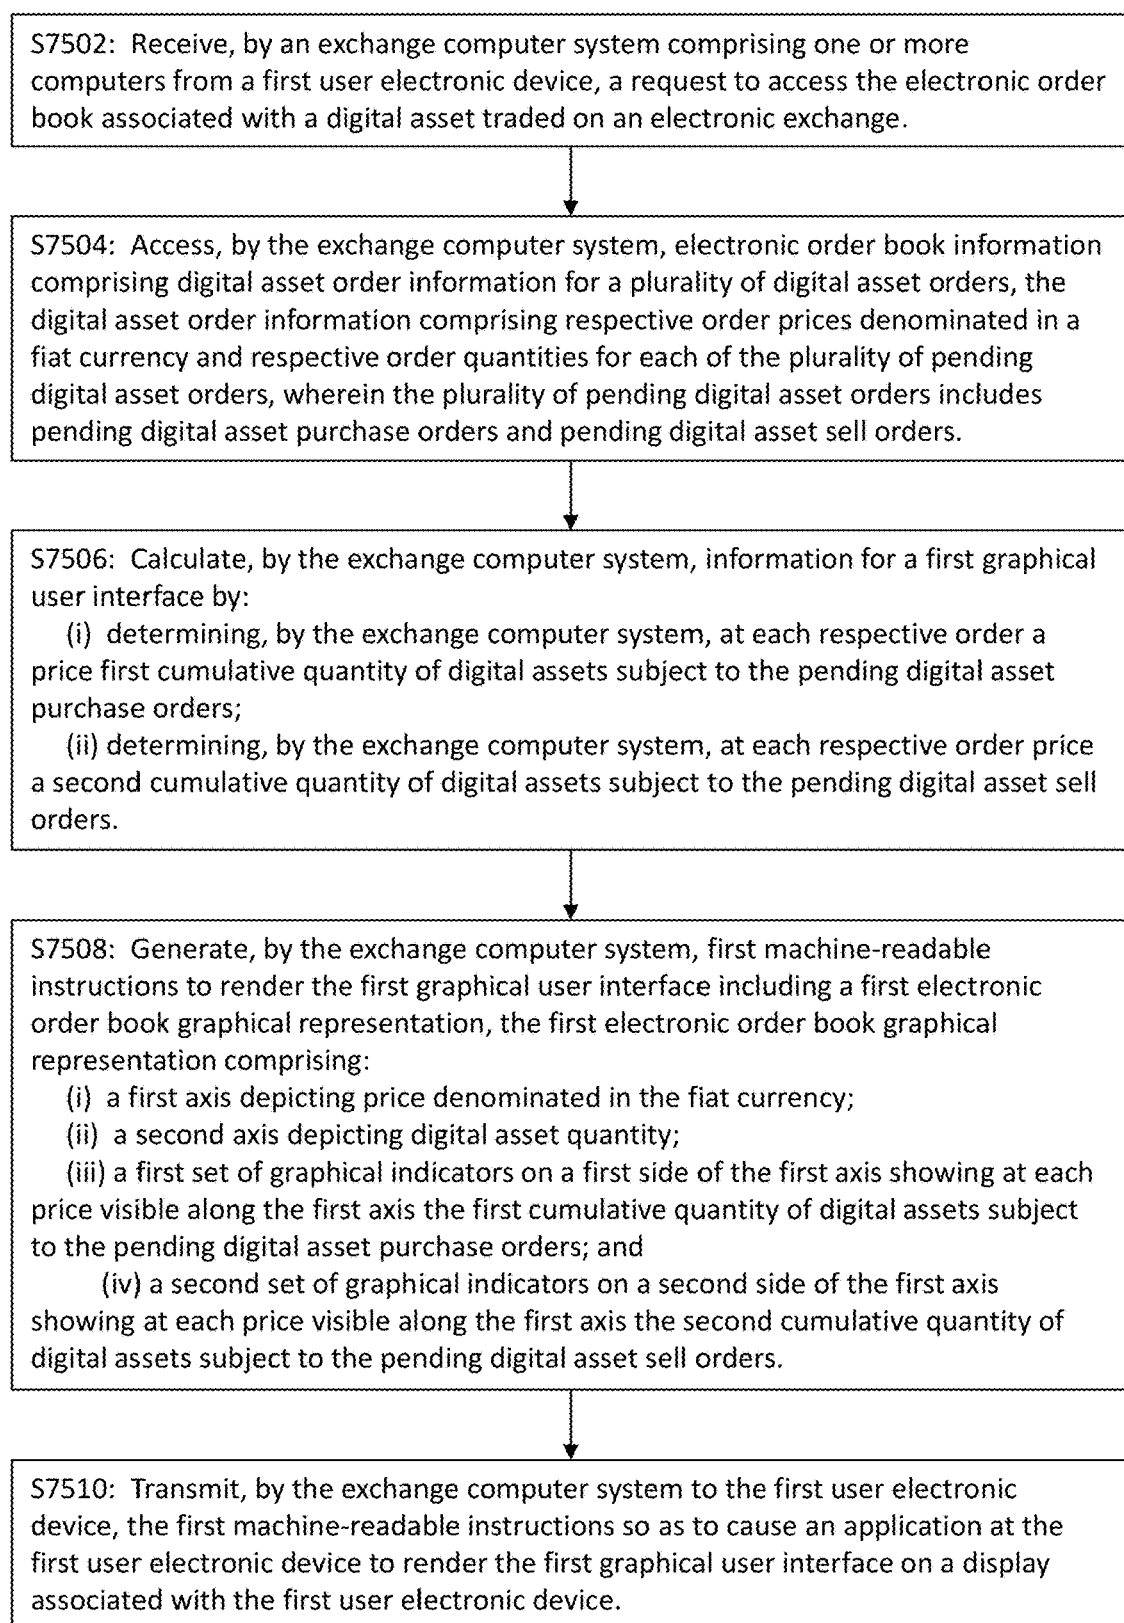 S7502: Receive, by an exchange computer system comprising one or more
computers from a first user electronic device, a request to access the electronic order
book associated with a digital asset traded on an electronic exchange.
S7504: Access, by the exchange computer system, electronic order book information
comprising digital asset order information for a plurality of digital asset orders, the
digital asset order information comprising respective order prices denominated in a
fiat currency and respective order quantities for each of the plurality of pending
digital asset orders, wherein the plurality of pending digital asset orders includes
pending digital asset purchase orders and pending digital asset sell orders.
S7506: Calculate, by the exchange computer system, information for a first graphical
user interface by:
(i) determining, by the exchange computer system, at each respective order a
price first cumulative quantity of digital assets subject to the pending digital asset
purchase orders;
(ii) determining, by the exchange computer system, at each respective order price
a second cumulative quantity of digital assets subject to the pending digital asset sell
orders.
S7508: Generate, by the exchange computer system, first machine-readable
instructions to render the first graphical user interface including a first electronic
order book graphical representation, the first electronic order book graphical
representation comprising:
(i) a first axis depicting price denominated in the fiat currency;
(ii) a second axis depicting digital asset quantity;
(iii) a first set of graphical indicators on a first side of the first axis showing at each
price visible along the first axis the first cumulative quantity of digital assets subject
to the pending digital asset purchase orders; and
(iv) a second set of graphical indicators on a second side of the first axis
showing at each price visible along the first axis the second cumulative quantity of
digital assets subject to the pending digital asset sell orders.
S7510: Transmit, by the exchange computer system to the first user electronic
device, the first machine-readable instructions so as to cause an application at the
first user electronic device to render the first graphical user interface on a display
associated with the first user electronic device.